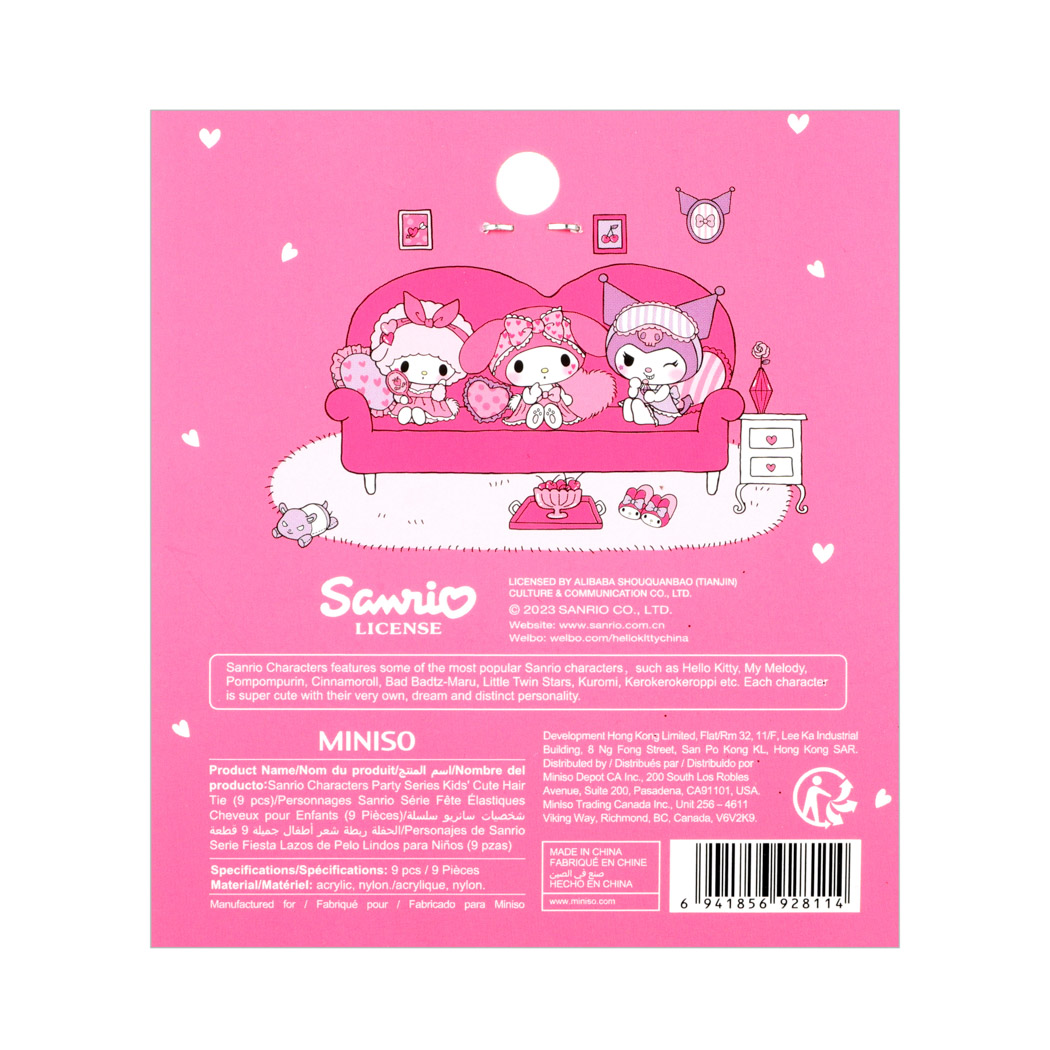 Sanrio
LICENSE
LICENSED BY ALIBABA SHOUQUANBAO (TIANJIN)
CULTURE & COMMUNICATION CO., LTD.
© 2023 SANRIO CO., LTD.
Website: www.sanrio.com.cn
Weibo: weibo.com/hellokittychina
Sanrio Characters features some of the most popular Sanrio characters, such as Hello Kitty, My Melody,
Pompompurin, Cinnamoroll, Bad Badtz-Maru, Little Twin Stars, Kuromi, Kerokerokeroppi etc. Each character
is super cute with their very own, dream and distinct personality.
MINISO
Product Name/Nom du produit/اسم المنتج/Nombre del
producto:Sanrio Characters Party Series Kids' Cute Hair
Tie (9 pcs)/Personnages Sanrio Série Fête Élastiques
Cheveux pour Enfants (9 Pièces)/شخصيات سانريو سلسلة
الحفلة ربطة شعر أطفال جميلة 9 قطعة/Personajes de Sanrio
Serie Fiesta Lazos de Pelo Lindos para Niños (9 pzas)
Specifications/Spécifications: 9 pcs / 9 Pièces
Material/Matériel: acrylic, nylon./acrylique, nylon.
Manufactured for / Fabriqué pour / Fabricado para Miniso
Development Hong Kong Limited, Flat/Rm 32, 11/F, Lee Ka Industrial
Building, 8 Ng Fong Street, San Po Kong KL, Hong Kong SAR.
Distributed by / Distribués par / Distribuido por
Miniso Depot CA Inc., 200 South Los Robles
Avenue, Suite 200, Pasadena, CA91101, USA.
Miniso Trading Canada Inc., Unit 256 – 4611
Viking Way, Richmond, BC, Canada, V6V2K9.
MADE IN CHINA
FABRIQUÉ EN CHINE
صنع في الصين
HECHO EN CHINA
www.miniso.com
6 941856 928114